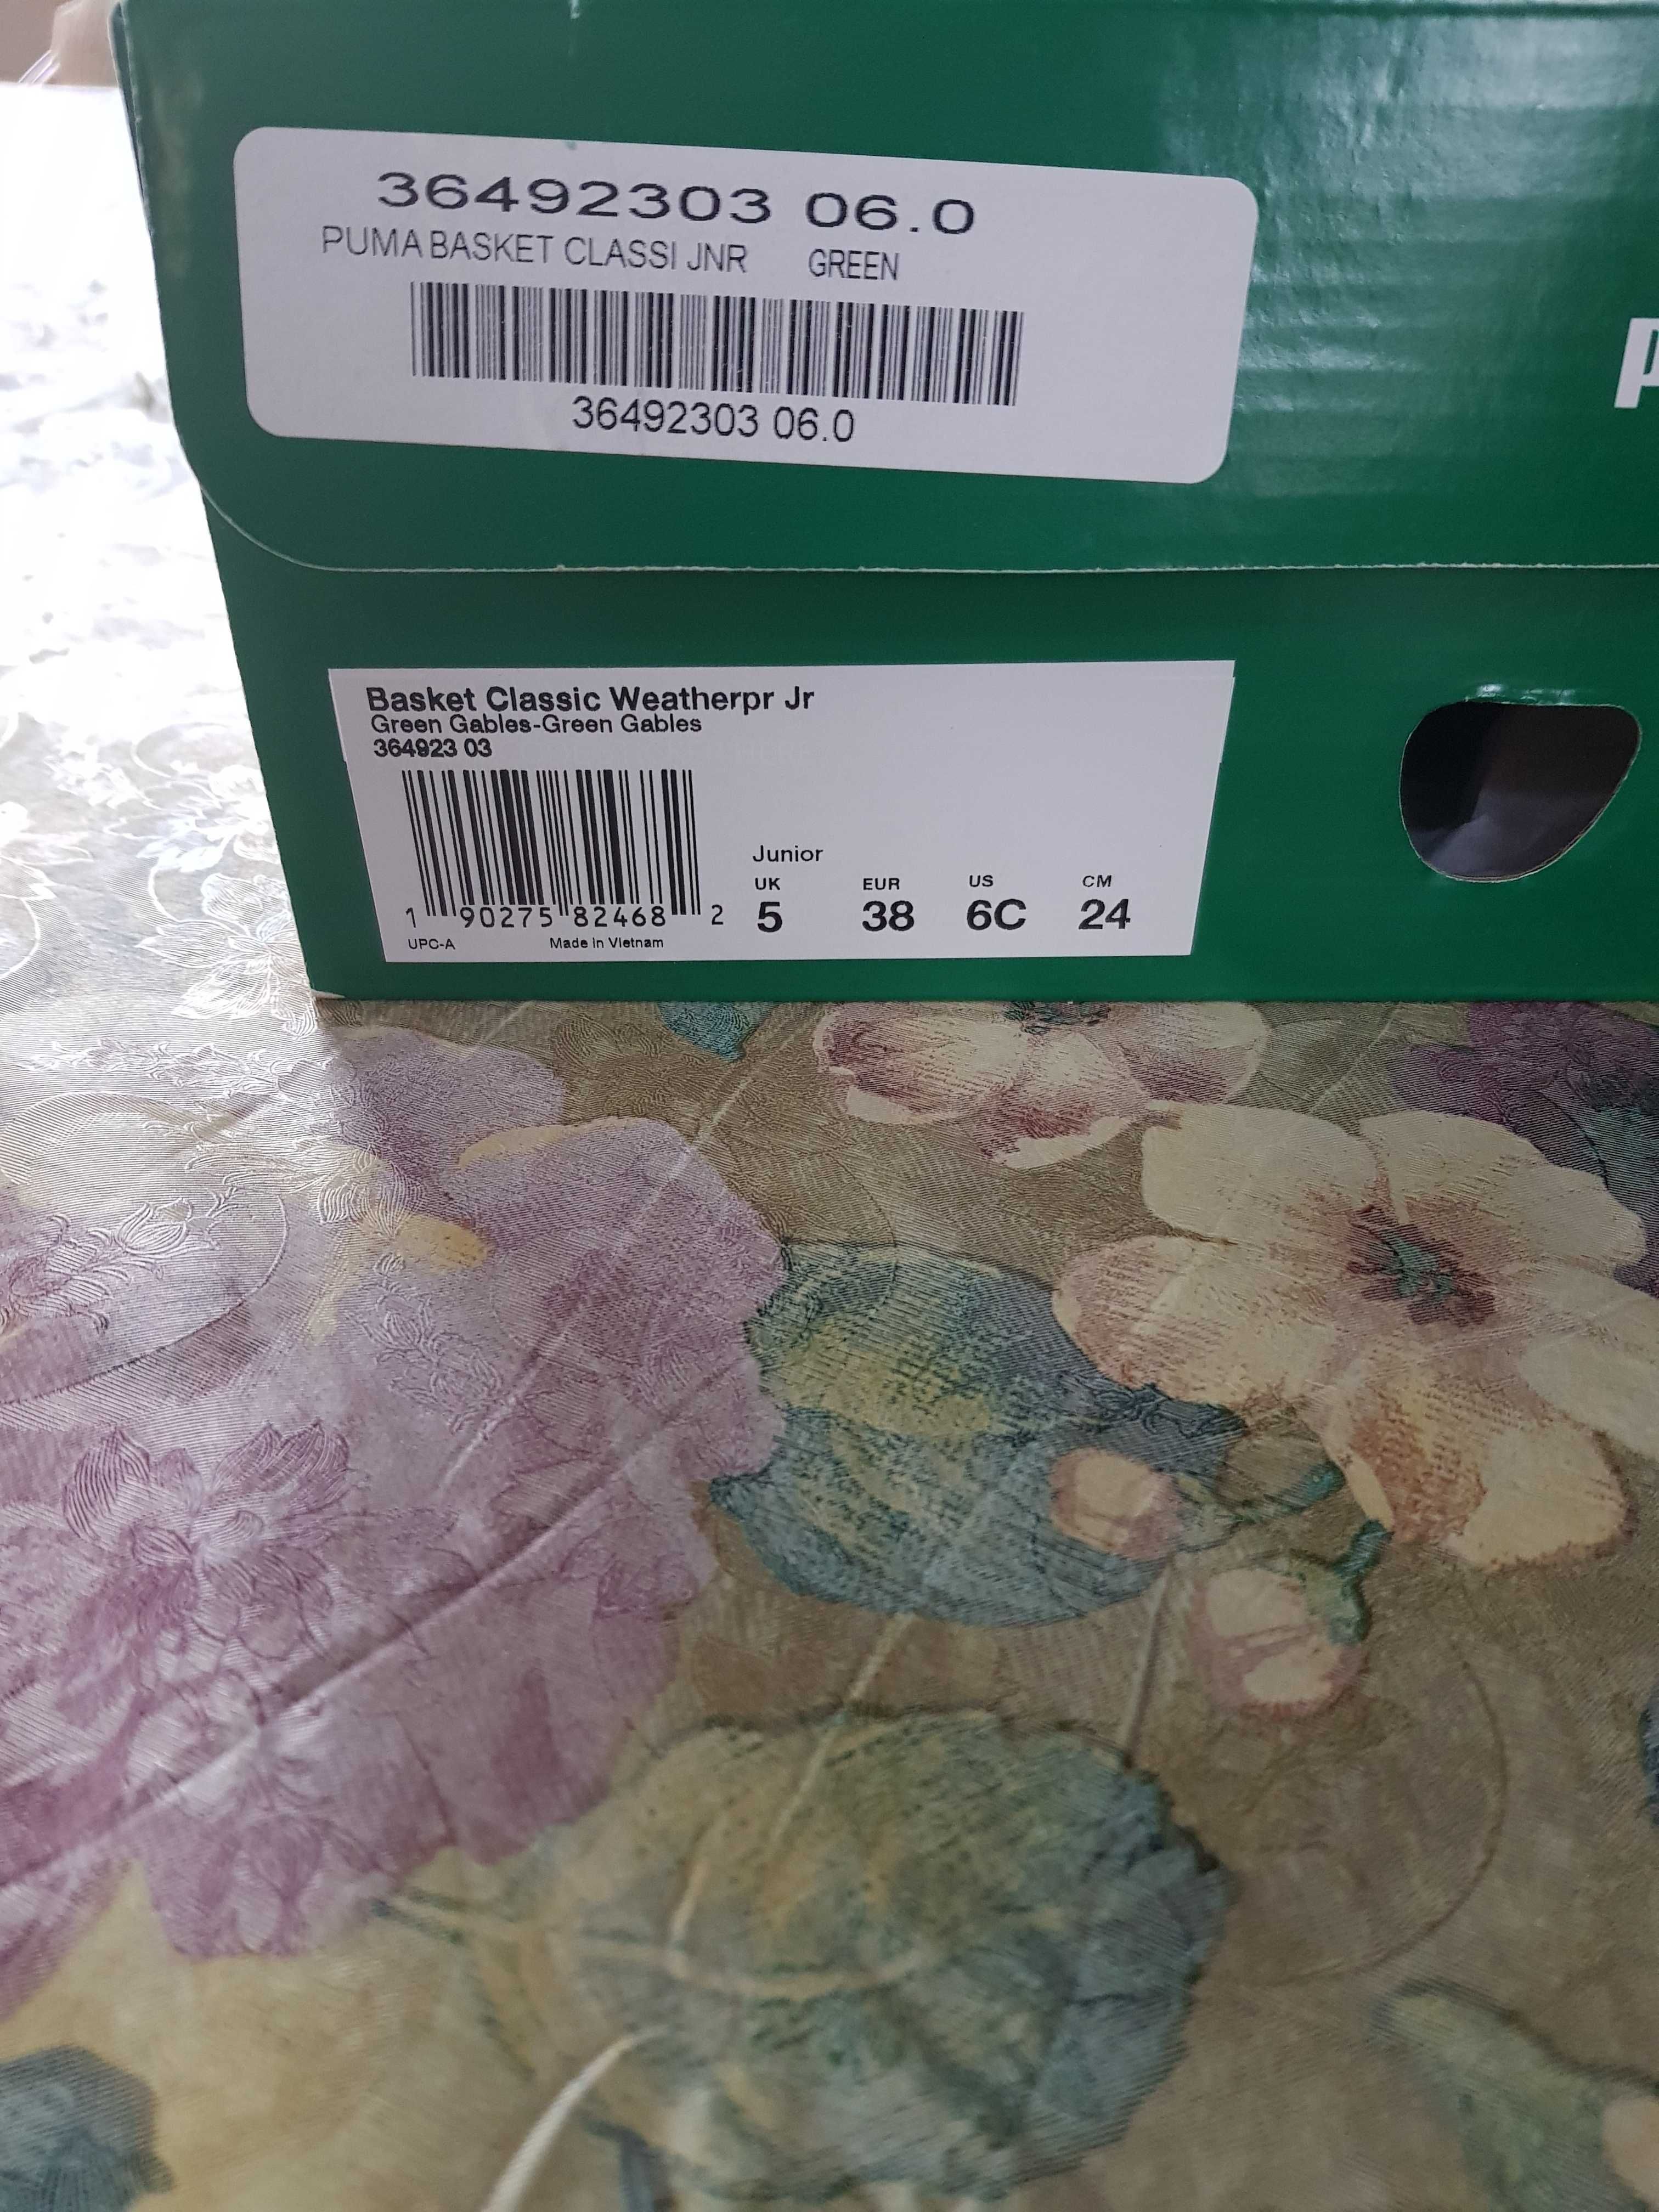 36492303 06.0
PUMA BASKET CLASSI JNR GREEN
36492303 06.0
Basket Classic Weatherpr Jr
Green Gables-Green Gables
364923 03
Junior
UK EUR US CM
5 38 6C 24
1 90275 82468 2
UPC-A Made in Vietnam